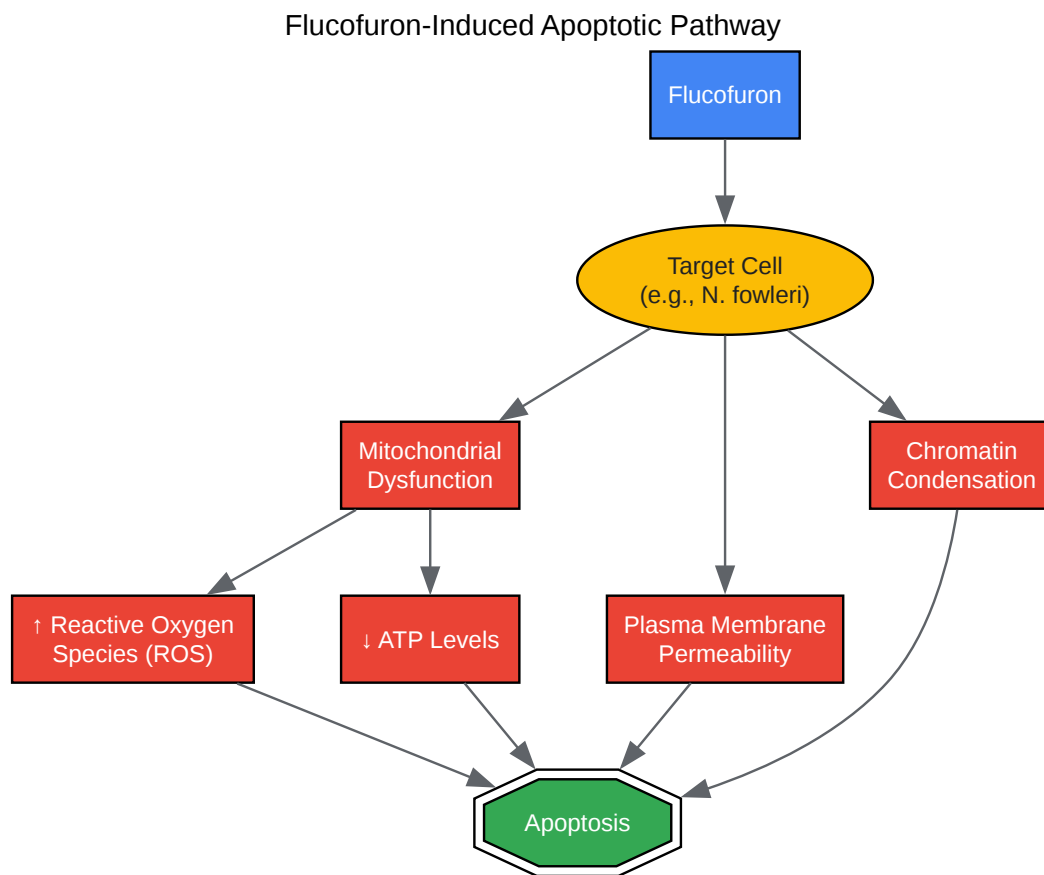 Flucofuron-Induced Apoptotic Pathway
Flucofuron
Target Cell
(e.g., N. fowleri)
Mitochondrial
Dysfunction
Chromatin
Condensation
↑ Reactive Oxygen
Species (ROS)
↓ ATP Levels
Plasma Membrane
Permeability
Apoptosis